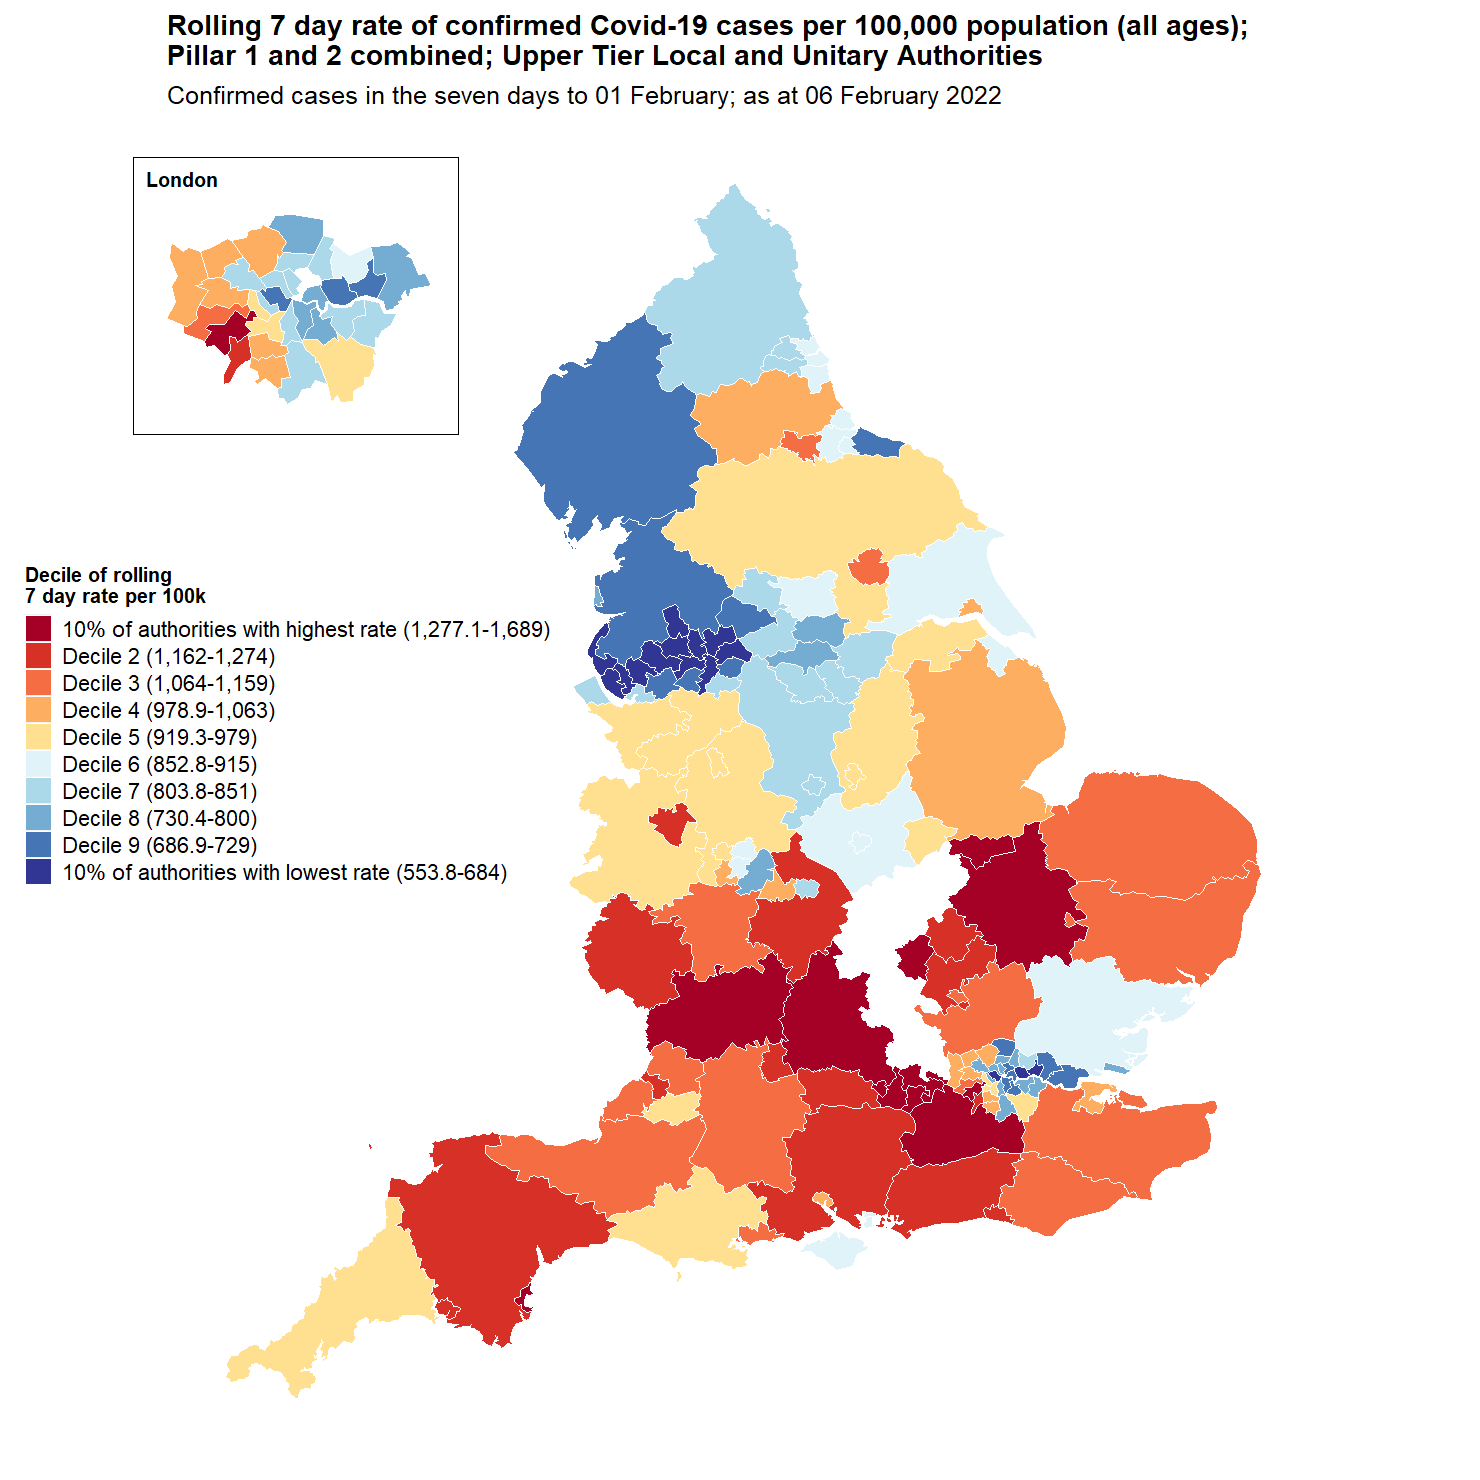 Rolling 7 day rate of confirmed Covid-19 cases per 100,000 population (all ages);
Pillar 1 and 2 combined; Upper Tier Local and Unitary Authorities
Confirmed cases in the seven days to 01 February; as at 06 February 2022
London
Decile of rolling
7 day rate per 100k
10% of authorities with highest rate (1,277.1-1,689)
Decile 2 (1,162-1,274)
Decile 3 (1,064-1,159)
Decile 4 (978.9-1,063)
Decile 5 (919.3-979)
Decile 6 (852.8-915)
Decile 7 (803.8-851)
Decile 8 (730.4-800)
Decile 9 (686.9-729)
10% of authorities with lowest rate (553.8-684)